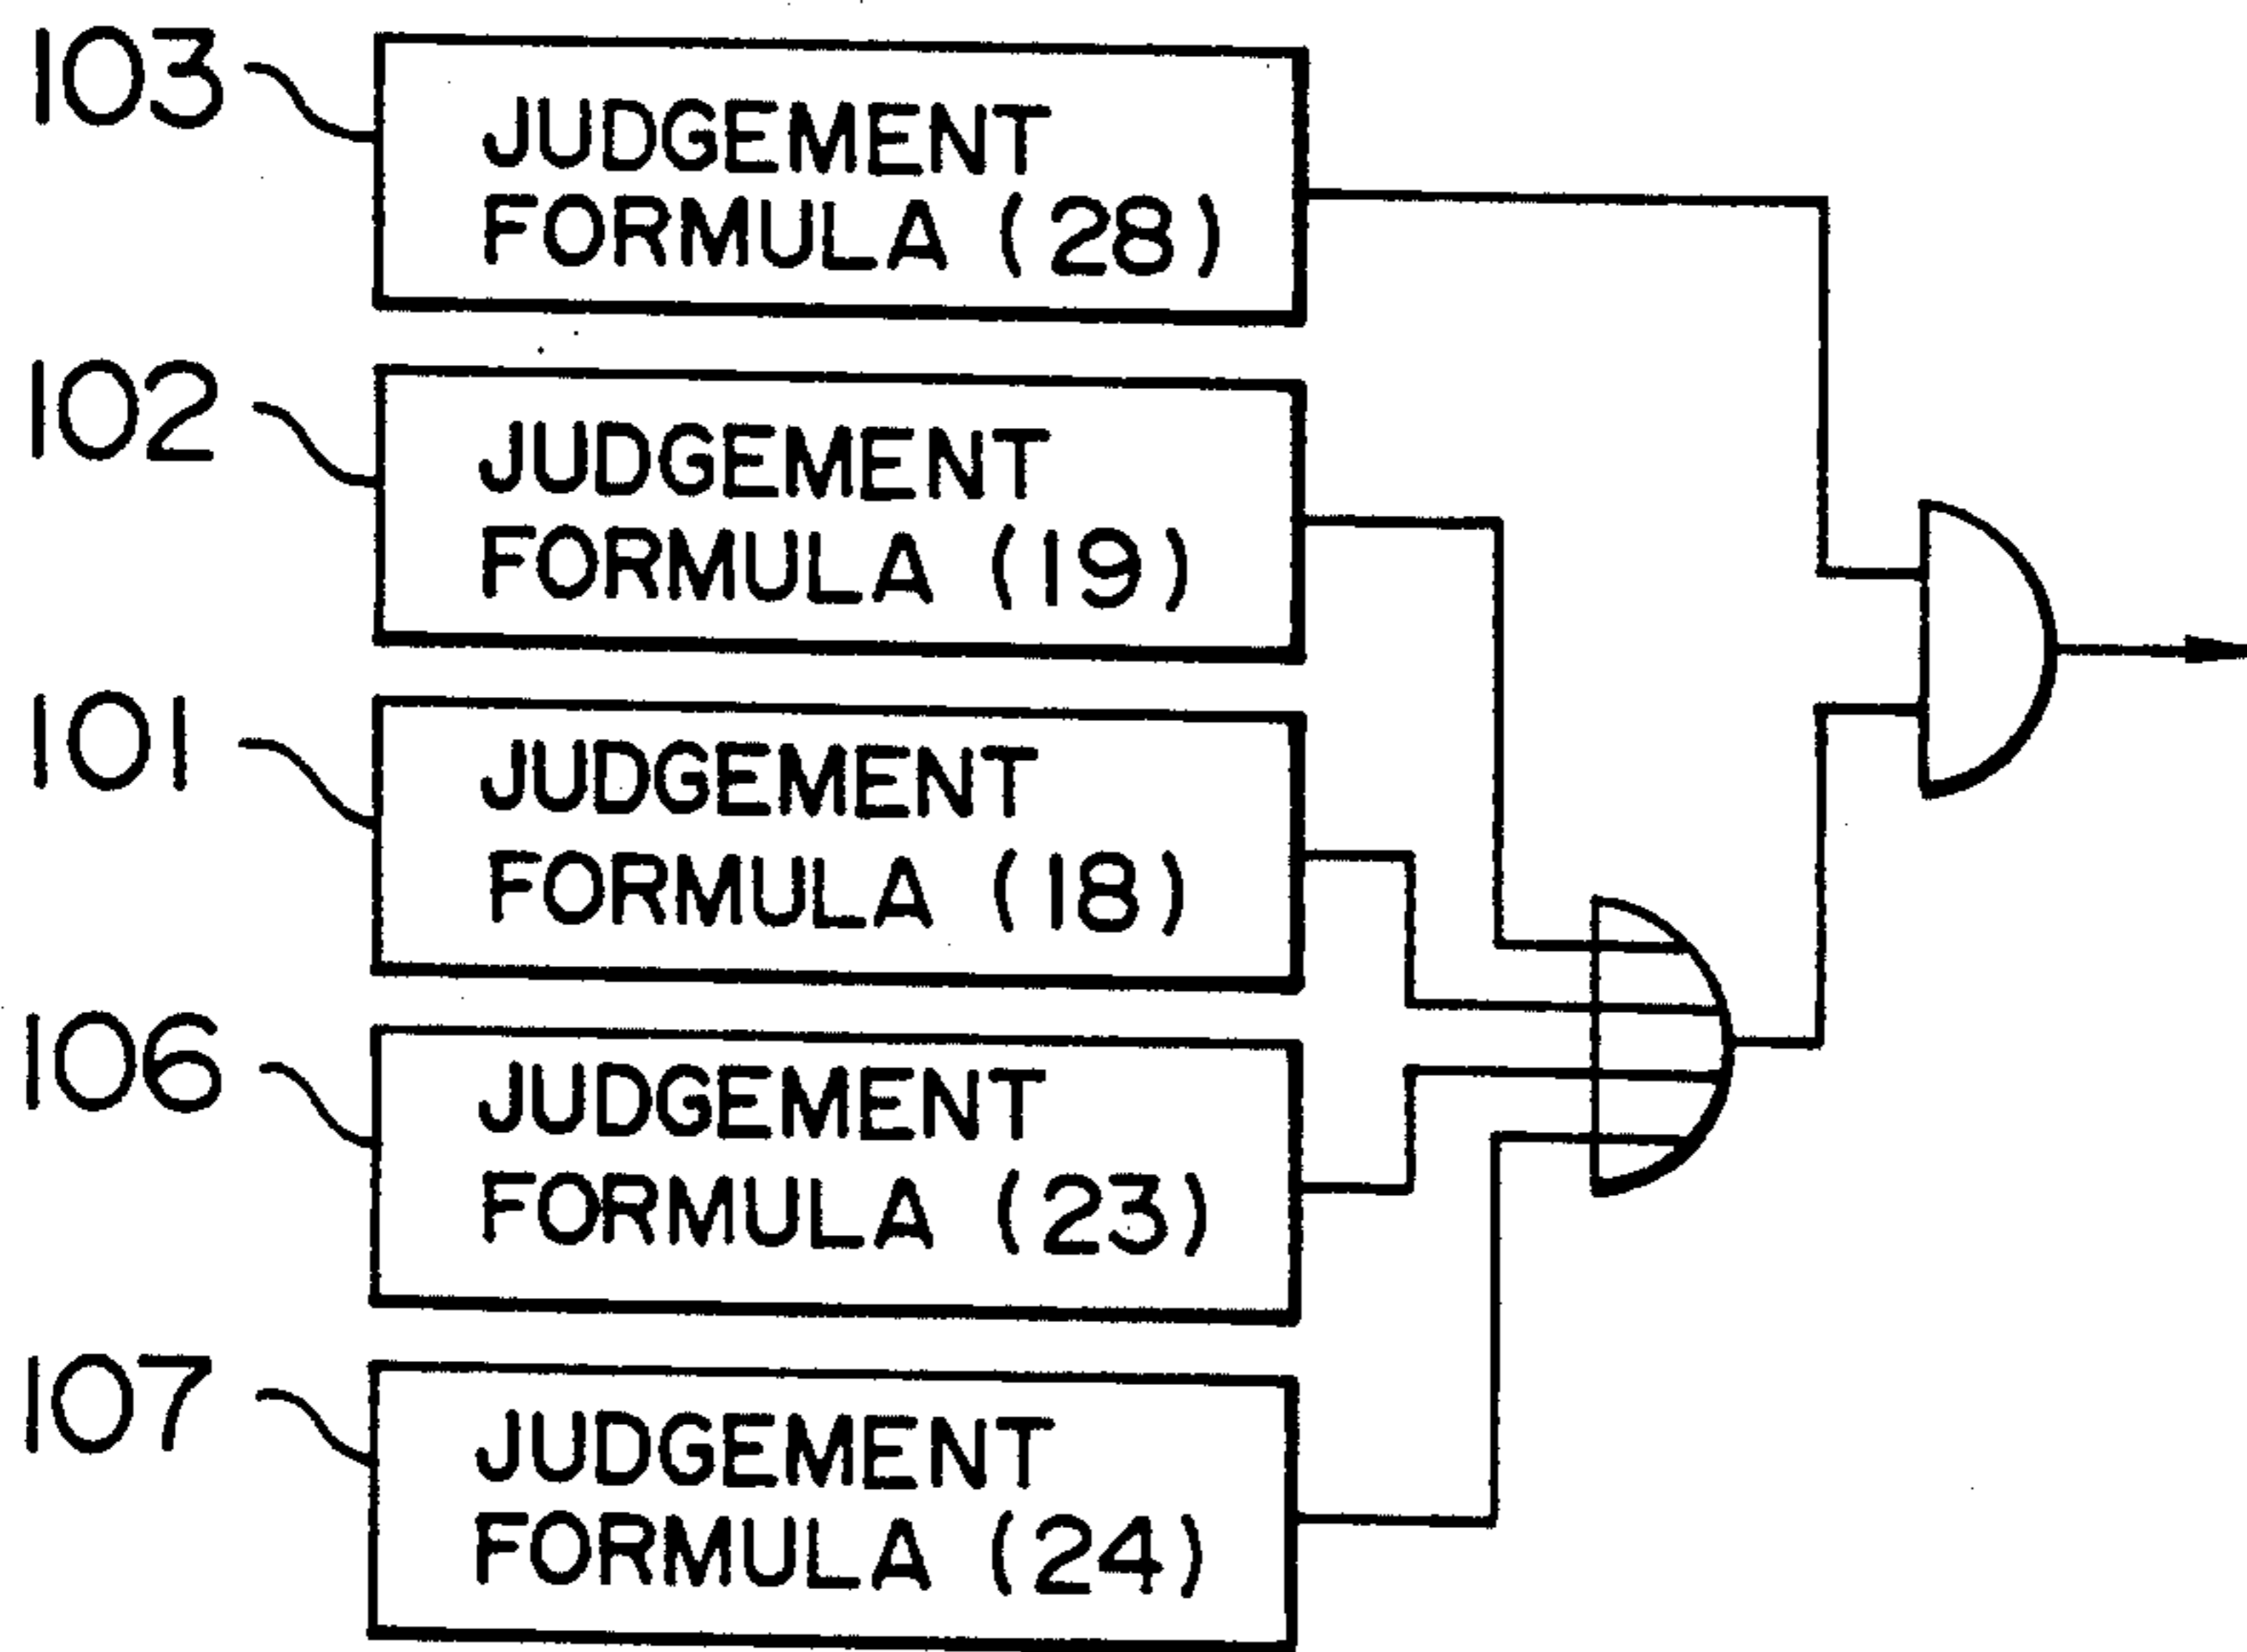 103
JUDGEMENT
FORMULA (28)
102
JUDGEMENT
FORMULA (19)
101
JUDGEMENT
FORMULA (18)
106
JUDGEMENT
FORMULA (23)
107
JUDGEMENT
FORMULA (24)